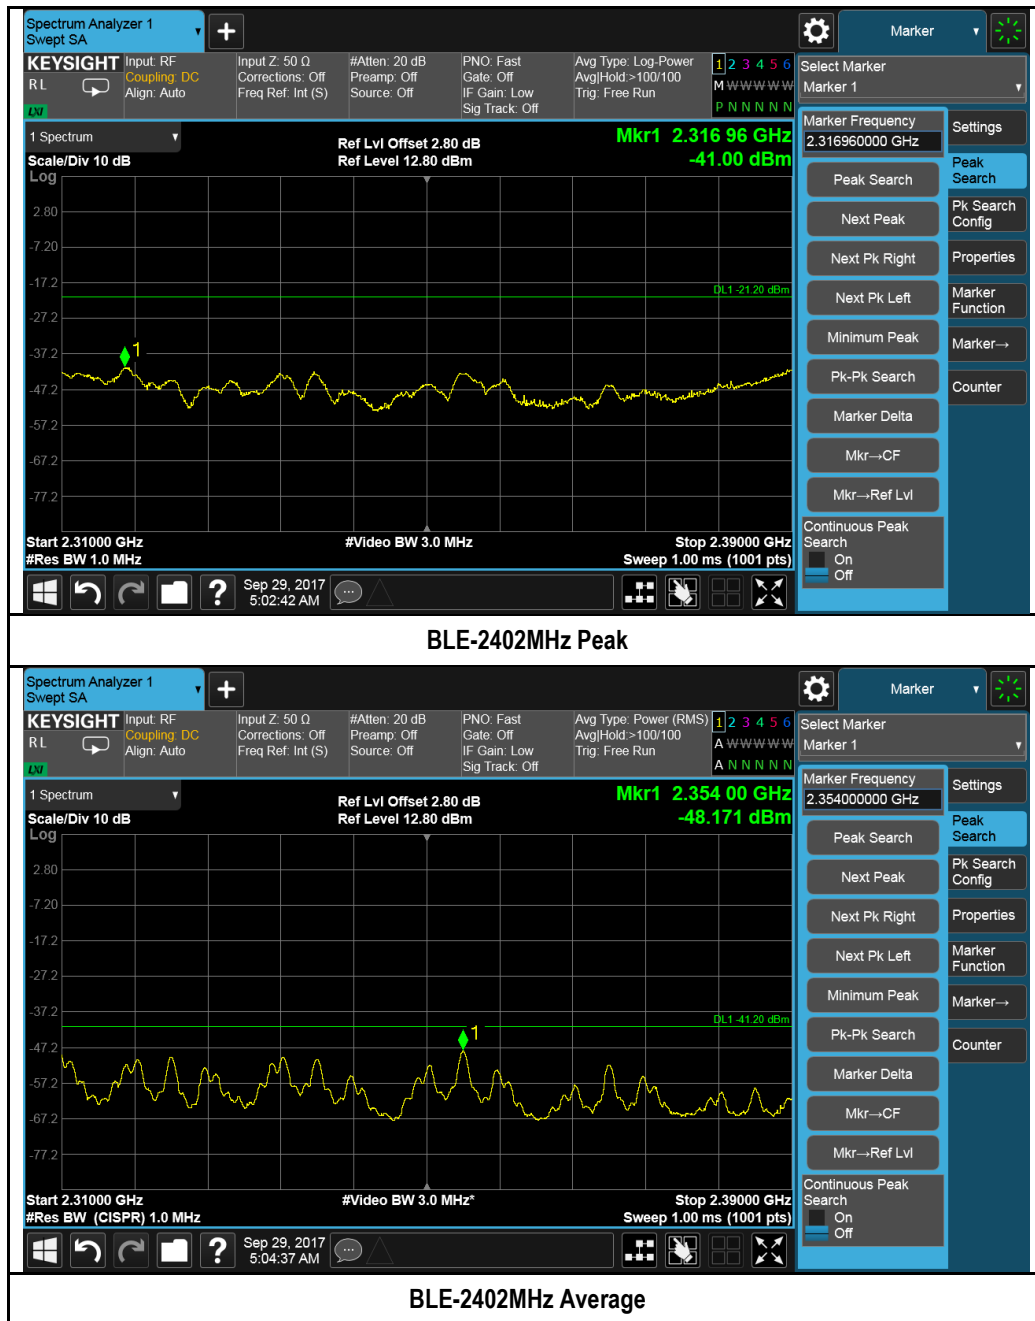 Spectrum Analyzer 1
Swept SA
Marker
KEYSIGHT
RL
LXI
Input: RF
Coupling: DC
Align: Auto
Input Z: 50 Ω
Corrections: Off
Freq Ref: Int (S)
#Atten: 20 dB
Preamp: Off
Source: Off
PNO: Fast
Gate: Off
IF Gain: Low
Sig Track: Off
Avg Type: Log-Power
Avg|Hold:>100/100
Trig: Free Run
1 2 3 4 5 6
M W W W W W
P N N N N N
Select Marker
Marker 1
1 Spectrum
Scale/Div 10 dB
Log
Ref Lvl Offset 2.80 dB
Ref Level 12.80 dBm
Mkr1 2.316 96 GHz
-41.00 dBm
2.80
-7.20
-17.2
-27.2
-37.2
-47.2
-57.2
-67.2
-77.2
DL1 -21.20 dBm
1
Start 2.31000 GHz
#Res BW 1.0 MHz
#Video BW 3.0 MHz
Stop 2.39000 GHz
Sweep 1.00 ms (1001 pts)
Marker Frequency
2.316960000 GHz
Peak Search
Next Peak
Next Pk Right
Next Pk Left
Minimum Peak
Pk-Pk Search
Marker Delta
Mkr→CF
Mkr→Ref Lvl
Continuous Peak
Search
On
Off
Settings
Peak
Search
Pk Search
Config
Properties
Marker
Function
Marker→
Counter
?
Sep 29, 2017
5:02:42 AM
BLE-2402MHz Peak
Spectrum Analyzer 1
Swept SA
Marker
KEYSIGHT
RL
LXI
Input: RF
Coupling: DC
Align: Auto
Input Z: 50 Ω
Corrections: Off
Freq Ref: Int (S)
#Atten: 20 dB
Preamp: Off
Source: Off
PNO: Fast
Gate: Off
IF Gain: Low
Sig Track: Off
Avg Type: Power (RMS)
Avg|Hold:>100/100
Trig: Free Run
1 2 3 4 5 6
A W W W W W
A N N N N N
Select Marker
Marker 1
1 Spectrum
Scale/Div 10 dB
Log
Ref Lvl Offset 2.80 dB
Ref Level 12.80 dBm
Mkr1 2.354 00 GHz
-48.171 dBm
2.80
-7.20
-17.2
-27.2
-37.2
-47.2
-57.2
-67.2
-77.2
DL1 -41.20 dBm
1
Start 2.31000 GHz
#Res BW (CISPR) 1.0 MHz
#Video BW 3.0 MHz*
Stop 2.39000 GHz
Sweep 1.00 ms (1001 pts)
Marker Frequency
2.354000000 GHz
Peak Search
Next Peak
Next Pk Right
Next Pk Left
Minimum Peak
Pk-Pk Search
Marker Delta
Mkr→CF
Mkr→Ref Lvl
Continuous Peak
Search
On
Off
Settings
Peak
Search
Pk Search
Config
Properties
Marker
Function
Marker→
Counter
?
Sep 29, 2017
5:04:37 AM
BLE-2402MHz Average